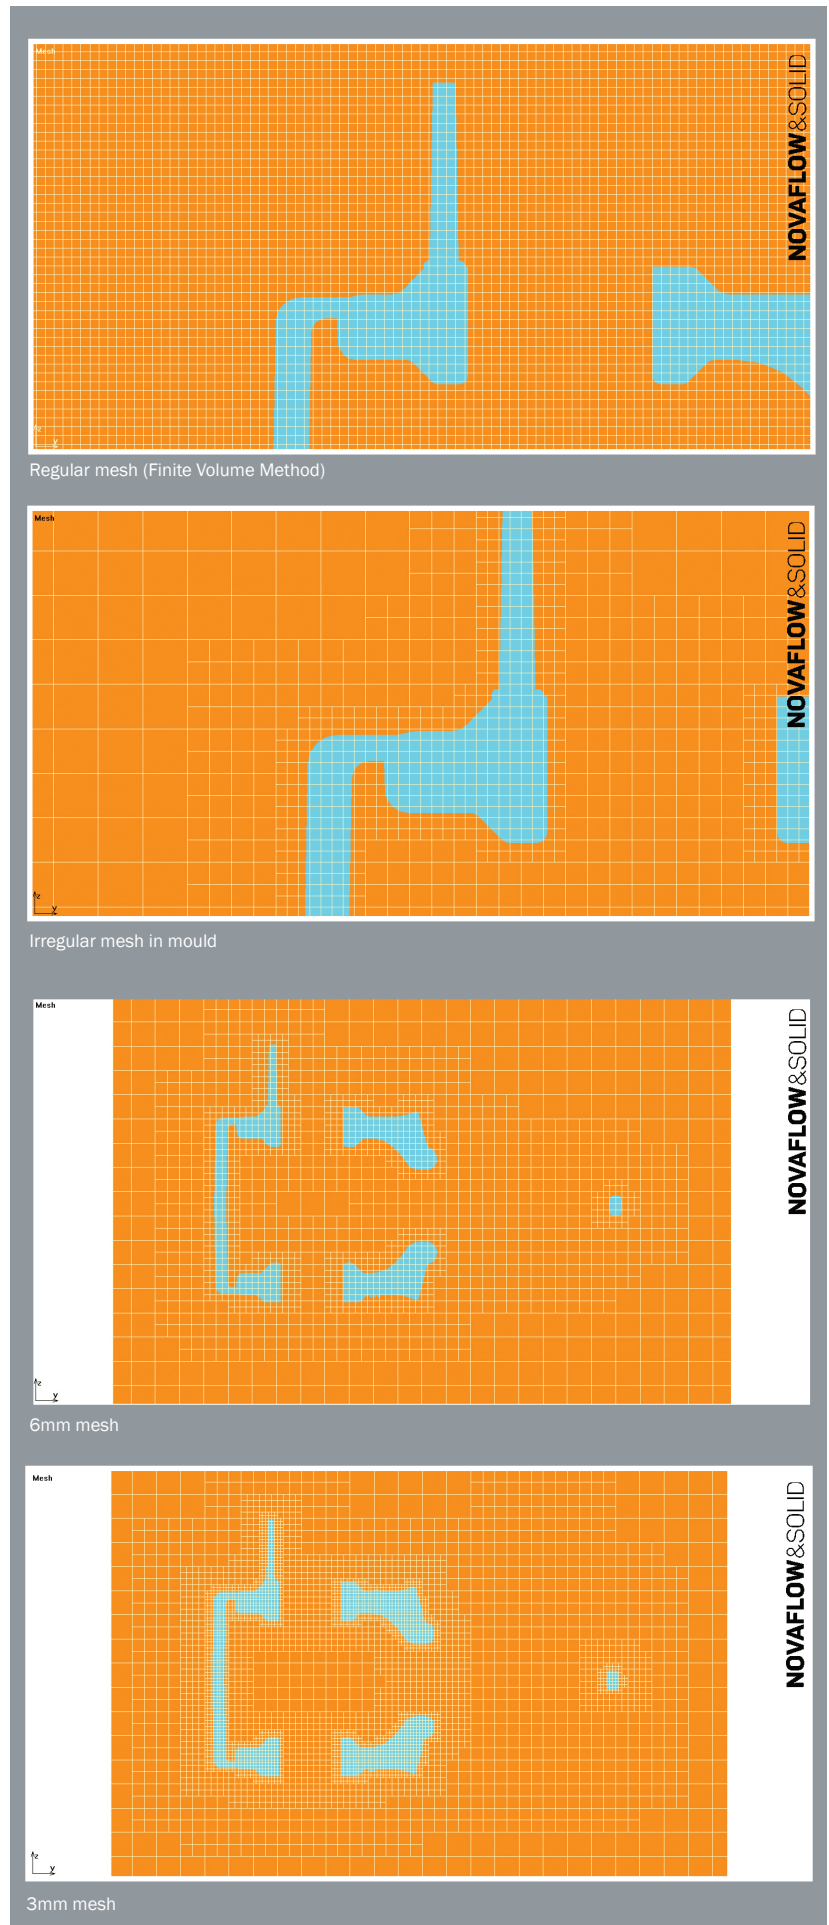 Mesh
NOVAFLOW&SOLID
z
y
Regular mesh (Finite Volume Method)
Mesh
NOVAFLOW&SOLID
z
y
Irregular mesh in mould
Mesh
NOVAFLOW&SOLID
z
y
6mm mesh
Mesh
NOVAFLOW&SOLID
z
y
3mm mesh